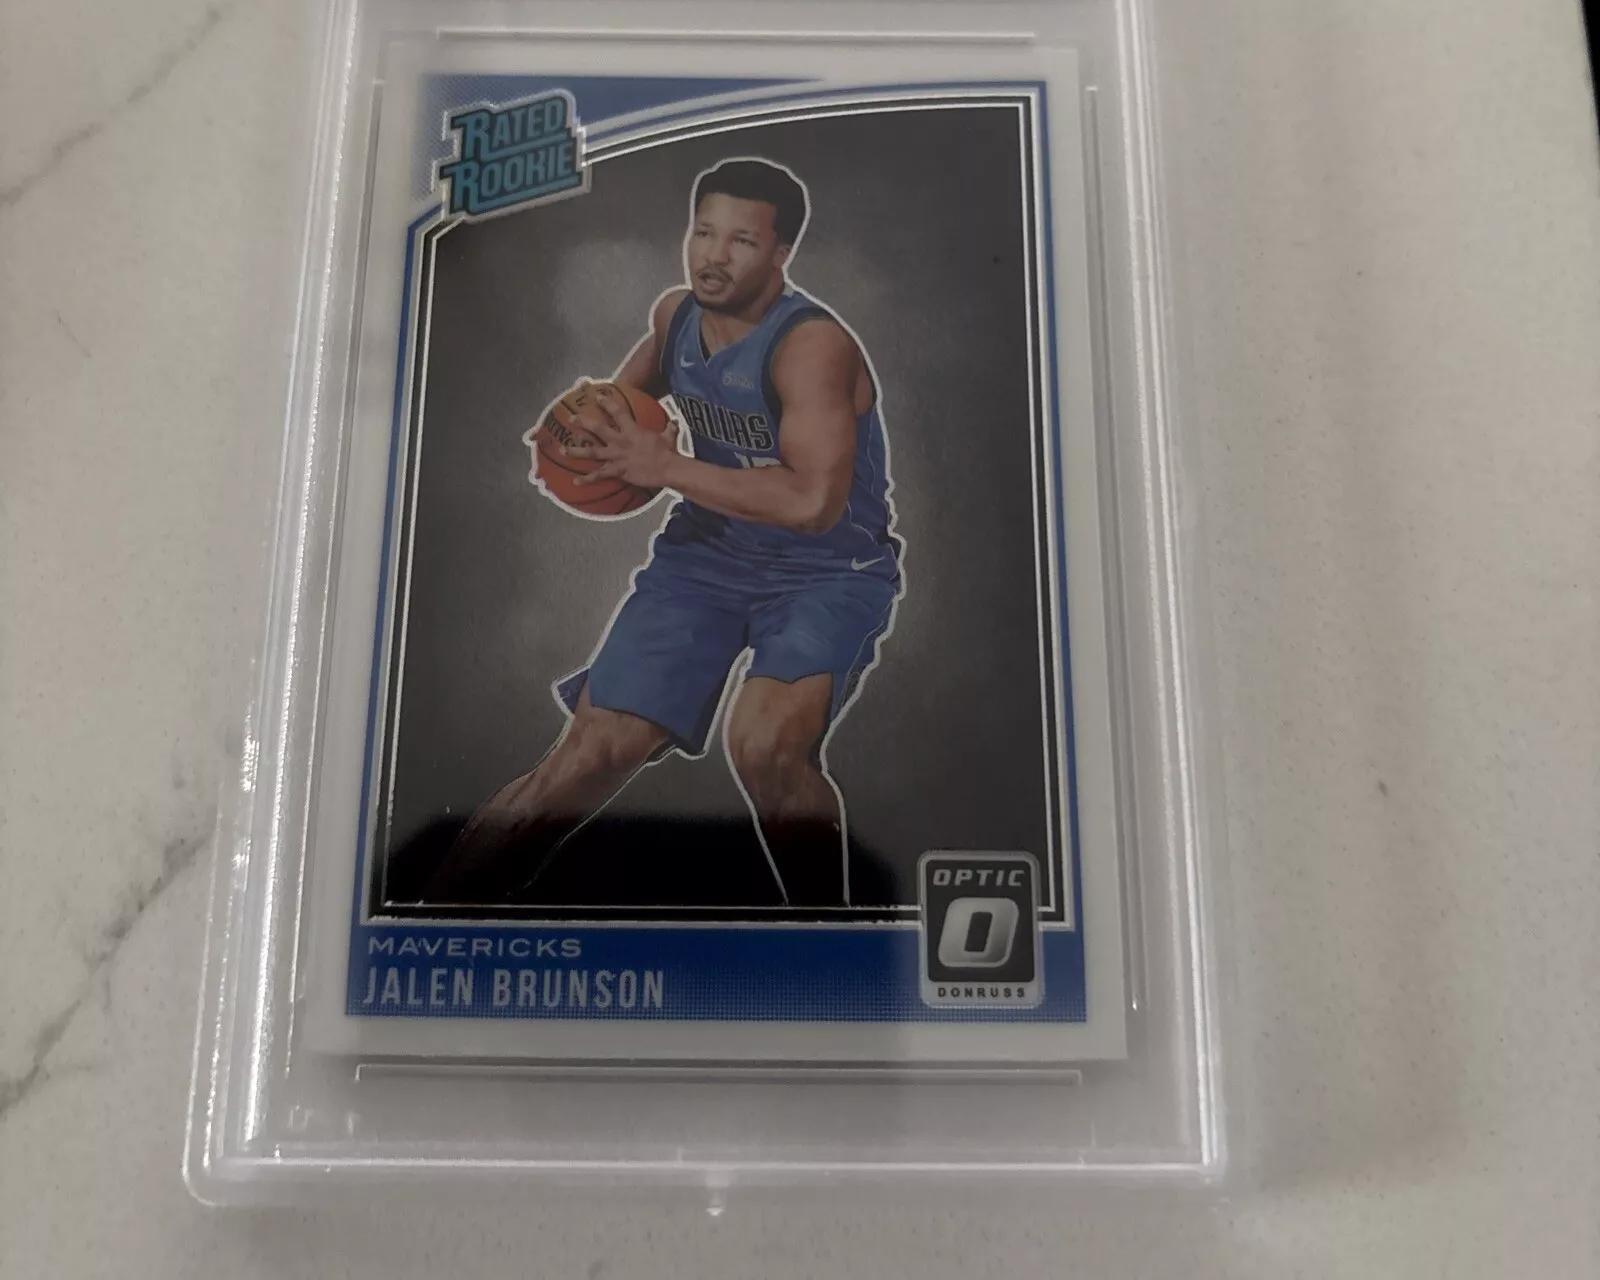 RATED
ROOKIE
DALLAS
OPTIC
O
DONRUSS
MAVERICKS
JALEN BRUNSON